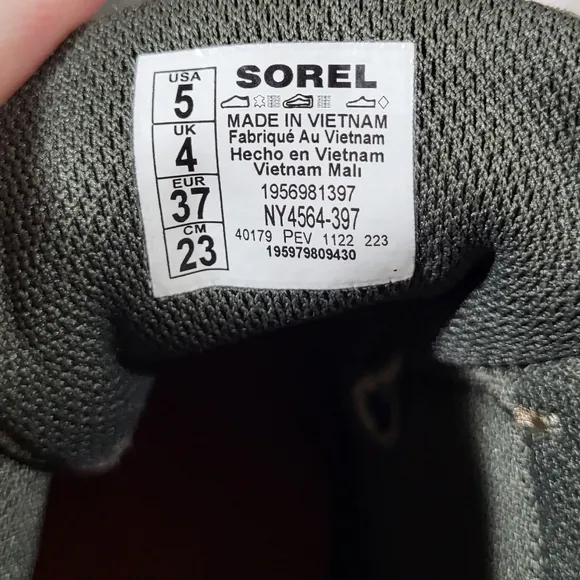 USA
5
UK
4
EUR
37
CM
23
SOREL
MADE IN VIETNAM
Fabriqué Au Vietnam
Hecho en Vietnam
Vietnam Malı
1956981397
NY4564-397
40179 PEV 1122 223
195979809430